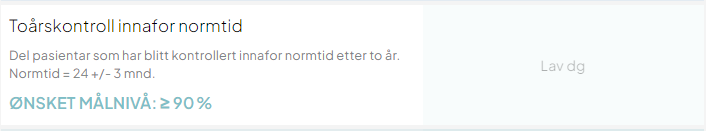 Toårskontroll innafor normtid
Del pasientar som har blitt kontrollert innafor normtid etter to år.
Normtid = 24 +/- 3 mnd.
ØNSKET MÅLNIVÅ: ≥ 90 %
Lav dg